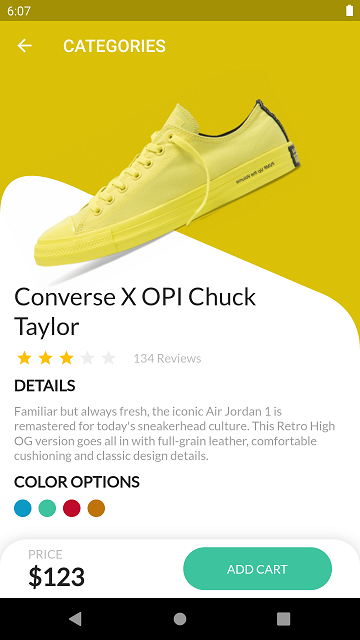 6:07
CATEGORIES
Converse X OPI Chuck
Taylor
134 Reviews
DETAILS
Familiar but always fresh, the iconic Air Jordan 1 is
remastered for today's sneakerhead culture. This Retro High
OG version goes all in with full-grain leather, comfortable
cushioning and classic design details.
COLOR OPTIONS
PRICE
$123
ADD CART